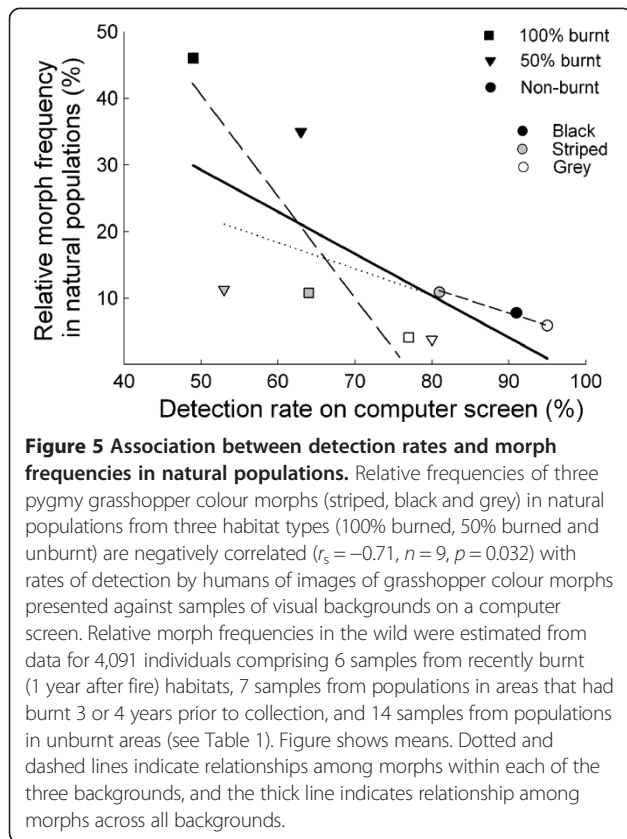 50
40
30
20
10
Relative morph frequency
in natural populations (%)
100% burnt
50% burnt
Non-burnt
Black
Striped
Grey
40 50 60 70 80 90 100
Detection rate on computer screen (%)
Figure 5 Association between detection rates and morph
frequencies in natural populations. Relative frequencies of three
pygmy grasshopper colour morphs (striped, black and grey) in natural
populations from three habitat types (100% burned, 50% burned and
unburnt) are negatively correlated (rs = −0.71, n = 9, p = 0.032) with
rates of detection by humans of images of grasshopper colour morphs
presented against samples of visual backgrounds on a computer
screen. Relative morph frequencies in the wild were estimated from
data for 4,091 individuals comprising 6 samples from recently burnt
(1 year after fire) habitats, 7 samples from populations in areas that had
burnt 3 or 4 years prior to collection, and 14 samples from populations
in unburnt areas (see Table 1). Figure shows means. Dotted and
dashed lines indicate relationships among morphs within each of the
three backgrounds, and the thick line indicates relationship among
morphs across all backgrounds.